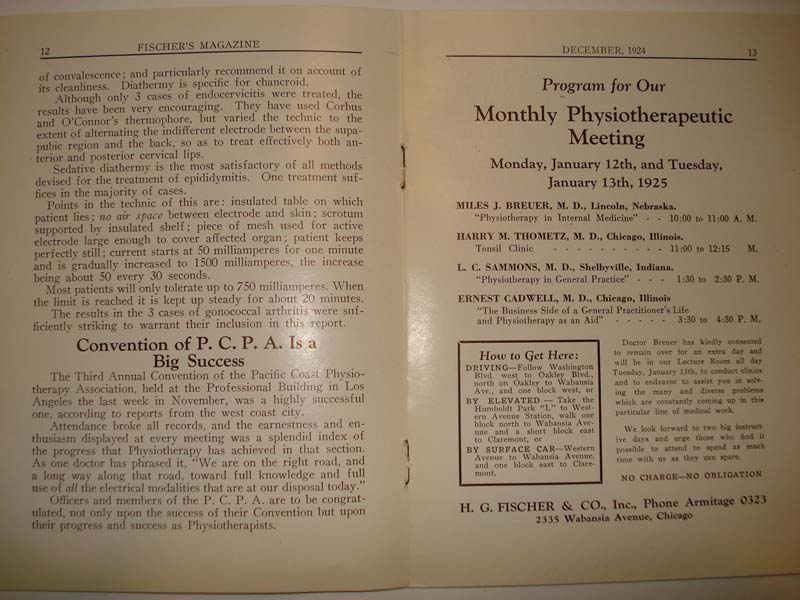 12
FISCHER'S MAGAZINE
of convalescence; and particularly recommend it on account of
its cleanliness. Diathermy is specific for chancroid.
Although only 3 cases of endocervicitis were treated, the
results have been very encouraging. They have used Corbus
and O'Connor's thermophore, but varied the technic to the
extent of alternating the indifferent electrode between the supa-
pubic region and the back, so as to treat effectively both an-
terior and posterior cervical lips.
Sedative diathermy is the most satisfactory of all methods
devised for the treatment of epididymitis. One treatment suf-
fices in the majority of cases.
Points in the technic of this are: insulated table on which
patient lies; no air space between electrode and skin; scrotum
supported by insulated shelf; piece of mesh used for active
electrode large enough to cover affected organ; patient keeps
perfectly still; current starts at 50 milliamperes for one minute
and is gradually increased to 1500 milliamperes, the increase
being about 50 every 30 seconds.
Most patients will only tolerate up to 750 milliamperes. When
the limit is reached it is kept up steady for about 20 minutes.
The results in the 3 cases of gonococcal arthritis were suf-
ficiently striking to warrant their inclusion in this report.
Convention of P. C. P. A. Is a
Big Success
The Third Annual Convention of the Pacific Coast Physio-
therapy Association, held at the Professional Building in Los
Angeles the last week in November, was a highly successful
one, according to reports from the west coast city.
Attendance broke all records, and the earnestness and en-
thusiasm displayed at every meeting was a splendid index of
the progress that Physiotherapy has achieved in that section.
As one doctor has phrased it, "We are on the right road, and
a long way along that road, toward full knowledge and full
use of all the electrical modalities that are at our disposal today."
Officers and members of the P. C. P. A. are to be congrat-
ulated, not only upon the success of their Convention but upon
their progress and success as Physiotherapists.
DECEMBER, 1924
13
Program for Our
Monthly Physiotherapeutic
Meeting
Monday, January 12th, and Tuesday,
January 13th, 1925
MILES J. BREUER, M. D., Lincoln, Nebraska.
"Physiotherapy in Internal Medicine" - - 10:00 to 11:00 A. M.
HARRY M. THOMETZ, M. D., Chicago, Illinois.
Tonsil Clinic - - - - - - - - - - 11:00 to 12:15 M.
L. C. SAMMONS, M. D., Shelbyville, Indiana.
"Physiotherapy in General Practice" - - - 1:30 to 2:30 P. M.
ERNEST CADWELL, M. D., Chicago, Illinois
"The Business Side of a General Practitioner's Life
and Physiotherapy as an Aid" - - - - - 3:30 to 4:30 P. M.
How to Get Here:
DRIVING—Follow Washington
Blvd. west to Oakley Blvd.,
north on Oakley to Wabansia
Ave., and one block west, or
BY ELEVATED — Take the
Humboldt Park "L" to West-
ern Avenue Station, walk one
block north to Wabansia Ave-
nue and a short block east
to Claremont, or
BY SURFACE CAR—Western
Avenue to Wabansia Avenue,
and one block east to Clare-
mont.
Doctor Breuer has kindly consented
to remain over for an extra day and
will be in our Lecture Room all day
Tuesday, January 13th, to conduct clinics
and to endeavor to assist you in solv-
ing the many and diverse problems
which are constantly coming up in this
particular line of medical work.
We look forward to two big instruct-
ive days and urge those who find it
possible to attend to spend as much
time with us as they can spare.
NO CHARGE—NO OBLIGATION
H. G. FISCHER & CO., Inc., Phone Armitage 0323
2335 Wabansia Avenue, Chicago